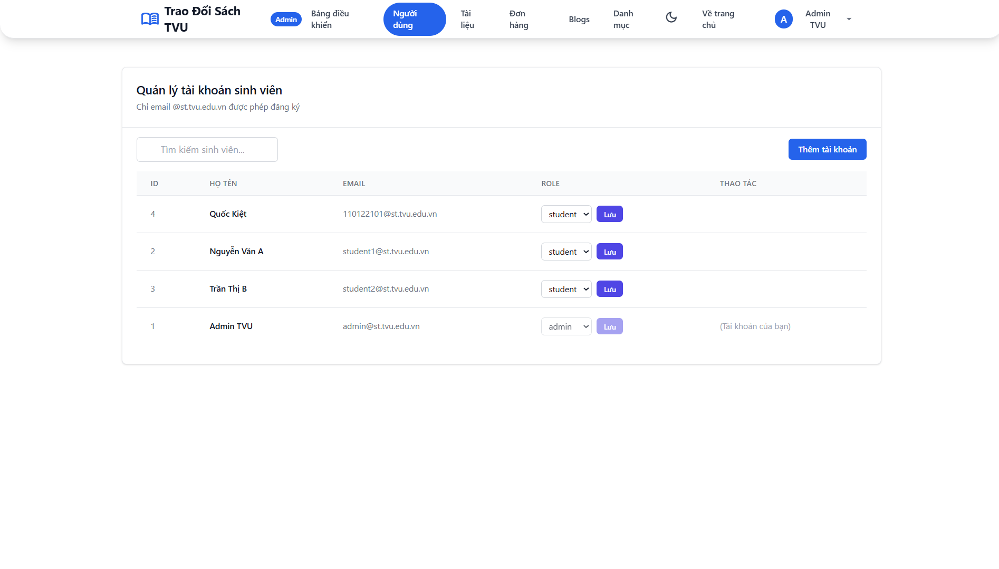 Trao Đổi Sách
TVU
Admin
Bảng điều
khiển
Người
dùng
Tài
liệu
Đơn
hàng
Blogs
Danh
mục
Về trang
chủ
A
Admin
TVU
Quản lý tài khoản sinh viên
Chỉ email @st.tvu.edu.vn được phép đăng ký
Tìm kiếm sinh viên...
Thêm tài khoản
ID HỌ TÊN EMAIL ROLE THAO TÁC
4 Quốc Kiệt 110122101@st.tvu.edu.vn student Lưu
2 Nguyễn Văn A student1@st.tvu.edu.vn student Lưu
3 Trần Thị B student2@st.tvu.edu.vn student Lưu
1 Admin TVU admin@st.tvu.edu.vn admin Lưu (Tài khoản của bạn)